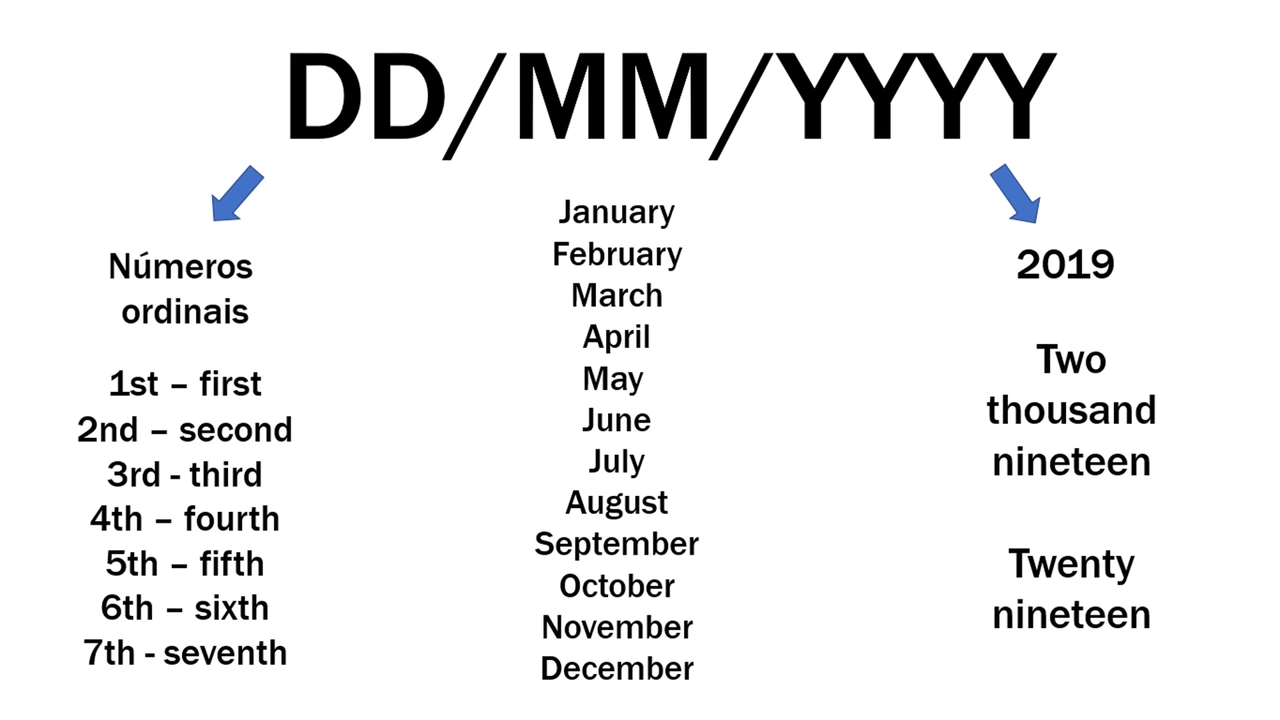 DD/MM/YYYY
Números
ordinais
1st – first
2nd – second
3rd - third
4th – fourth
5th – fifth
6th – sixth
7th - seventh
January
February
March
April
May
June
July
August
September
October
November
December
2019
Two
thousand
nineteen
Twenty
nineteen